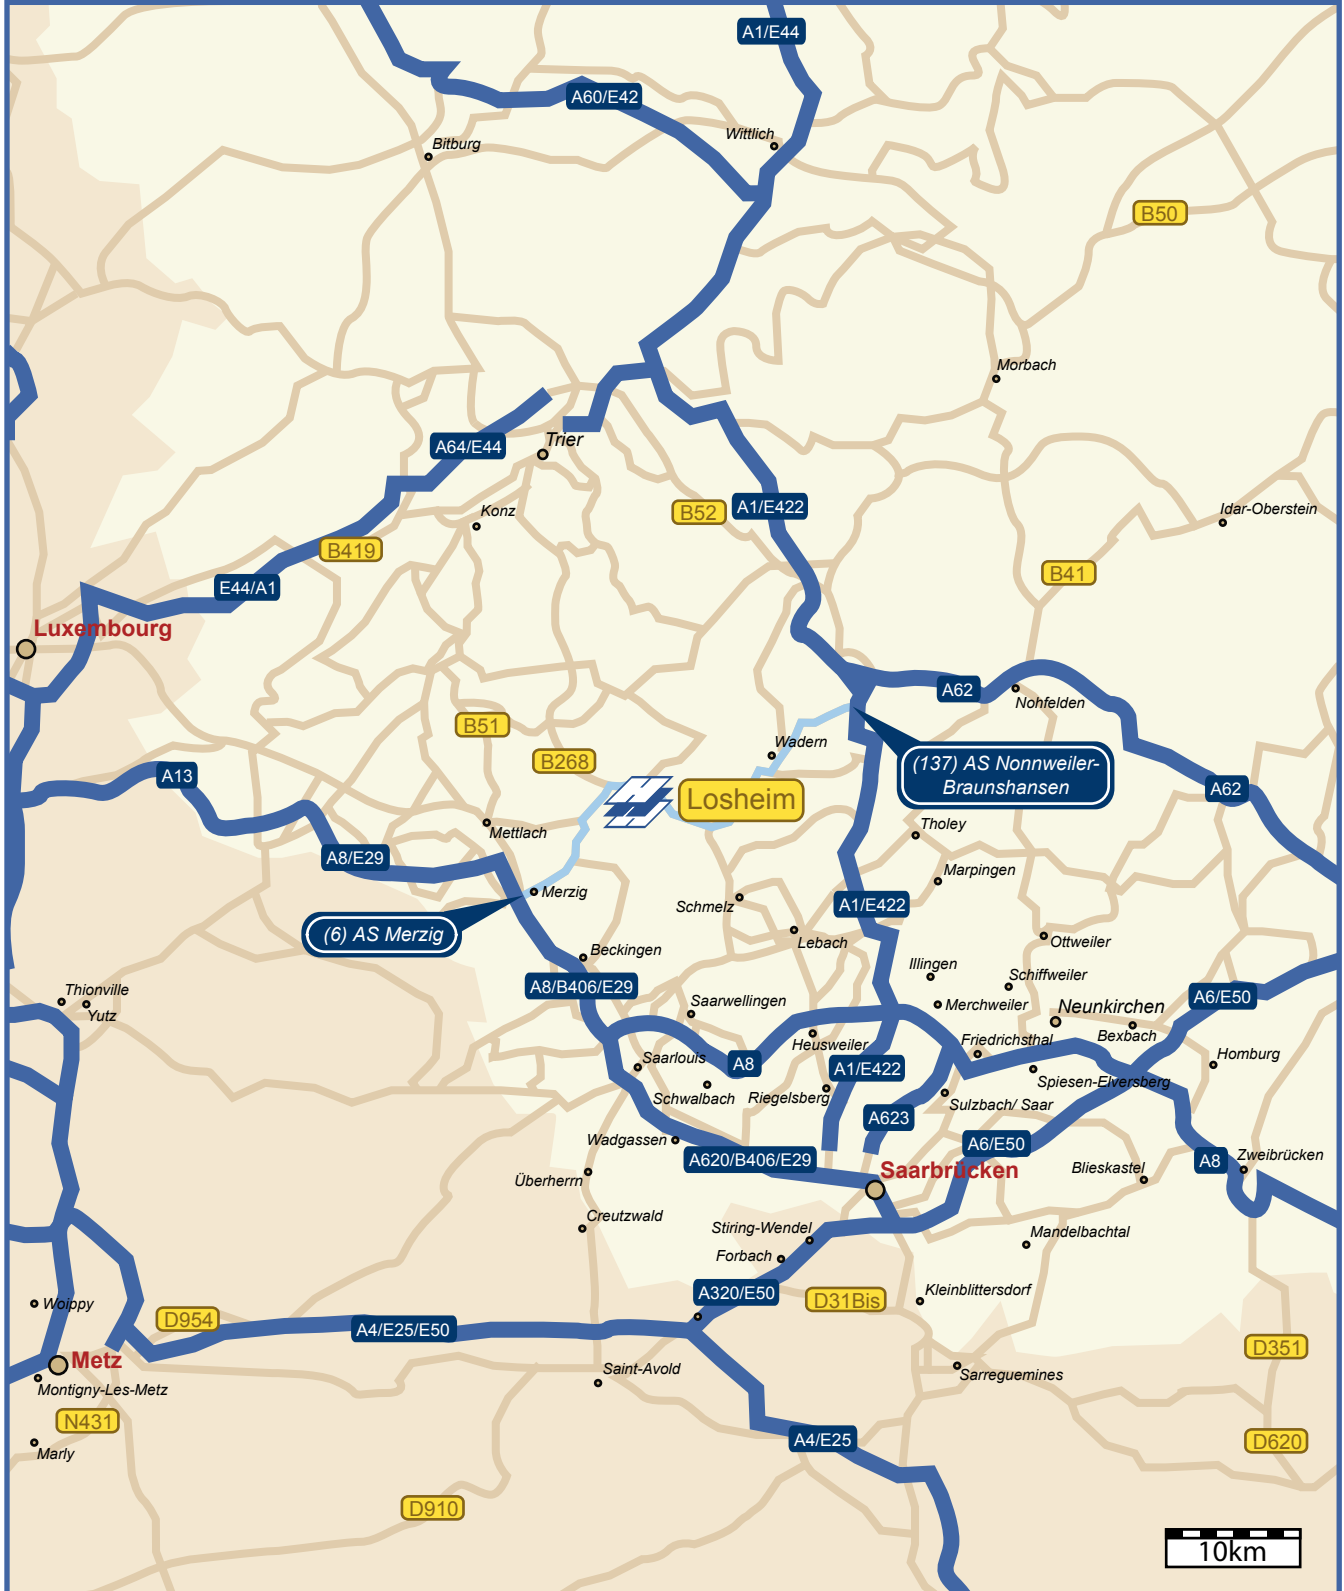 A1/E44
A60/E42
Wittlich
Bitburg
B50
Morbach
A64/E44
Trier
Konz
B52
A1/E422
Idar-Oberstein
B419
B41
E44/A1
Luxembourg
A62
Nohfelden
B51
B268
Wadern
(137) AS Nonnweiler-
Braunshansen
A13
A62
Losheim
Mettlach
Tholey
A8/E29
Marpingen
Merzig
Schmelz
A1/E422
(6) AS Merzig
Lebach
Ottweiler
Beckingen
Illingen
Schiffweiler
A8/B406/E29
Thionville
Yutz
Saarwellingen
Merchweiler
Neunkirchen
A6/E50
Bexbach
Heusweiler
Friedrichsthal
Saarlouis
A8
A1/E422
Homburg
Spiesen-Elversberg
Schwalbach
Riegelsberg
Sulzbach/ Saar
A623
Wadgassen
A620/B406/E29
A6/E50
A8
Zweibrücken
Überherrn
Saarbrücken
Blieskastel
Creutzwald
Stiring-Wendel
Mandelbachtal
Forbach
A320/E50
D31Bis
Kleinblittersdorf
Woippy
D954
A4/E25/E50
D351
Metz
Saint-Avold
Sarreguemines
Montigny-Les-Metz
N431
A4/E25
D620
Marly
D910
10km